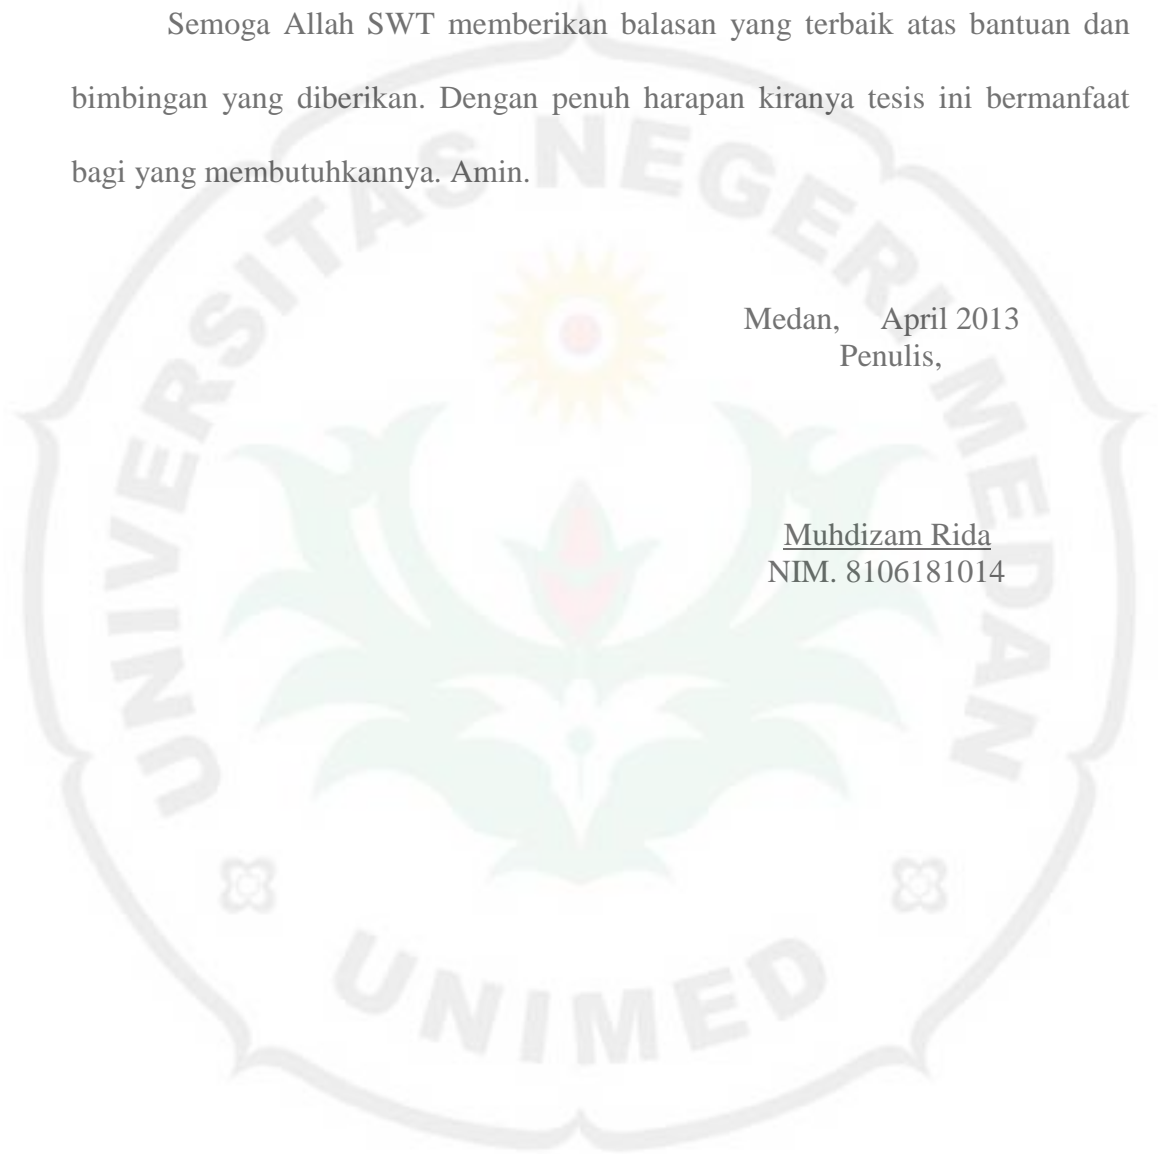 Semoga Allah SWT memberikan balasan yang terbaik atas bantuan dan
bimbingan yang diberikan. Dengan penuh harapan kiranya tesis ini bermanfaat
bagi yang membutuhkannya. Amin.
UNIVERSITAS NEGERI MEDAN
Medan, April 2013
Penulis,
Muhdizam Rida
NIM. 8106181014
UNIMED